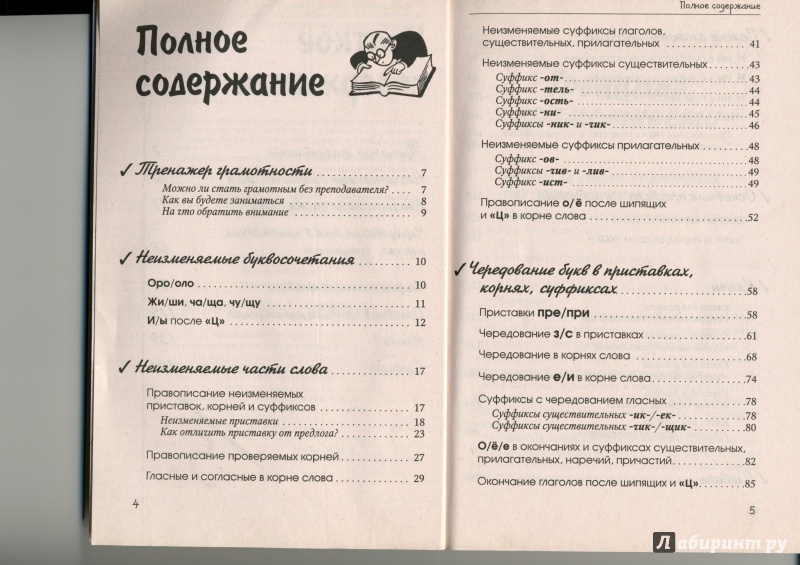 Полное
содержание
✓ Тренажер грамотности ............ 7
Можно ли стать грамотным без преподавателя? .... 7
Как вы будете заниматься ............ 8
На что обратить внимание ............ 9
✓ Неизменяемые буквосочетания ............ 10
Оро/оло ............ 10
Жи/ши, ча/ща, чу/щу ............ 11
И/ы после «Ц» ............ 12
✓ Неизменяемые части слова ............ 17
Правописание неизменяемых
приставок, корней и суффиксов ............ 17
Неизменяемые приставки ............ 18
Как отличить приставку от предлога? ............ 23
Правописание проверяемых корней ............ 27
Гласные и согласные в корне слова ............ 29
4
Полное содержание
Неизменяемые суффиксы глаголов,
существительных, прилагательных ............ 41
Неизменяемые суффиксы существительных ............ 43
Суффикс -от- ............ 43
Суффикс -тель- ............ 44
Суффикс -ость- ............ 44
Суффикс -ни- ............ 45
Суффиксы -ник- и -чик- ............ 46
Неизменяемые суффиксы прилагательных ............ 48
Суффикс -ов- ............ 48
Суффиксы -чив- и -лив- ............ 49
Суффикс -ист- ............ 49
Правописание о/ё после шипящих
и «Ц» в корне слова ............ 52
✓ Чередование букв в приставках,
корнях, суффиксах ............ 58
Приставки пре/при ............ 58
Чередование з/с в приставках ............ 61
Чередование в корнях слова ............ 68
Чередование е/и в корне слова ............ 74
Суффиксы с чередованием гласных ............ 78
Суффиксы существительных -ик-/-ек- ............ 78
Суффиксы существительных -чик-/-щик- ............ 80
О/ё/е в окончаниях и суффиксах существительных,
прилагательных, наречий, причастий ............ 82
Окончание глаголов после шипящих и «Ц» ............ 85
5
Лабиринт.ру